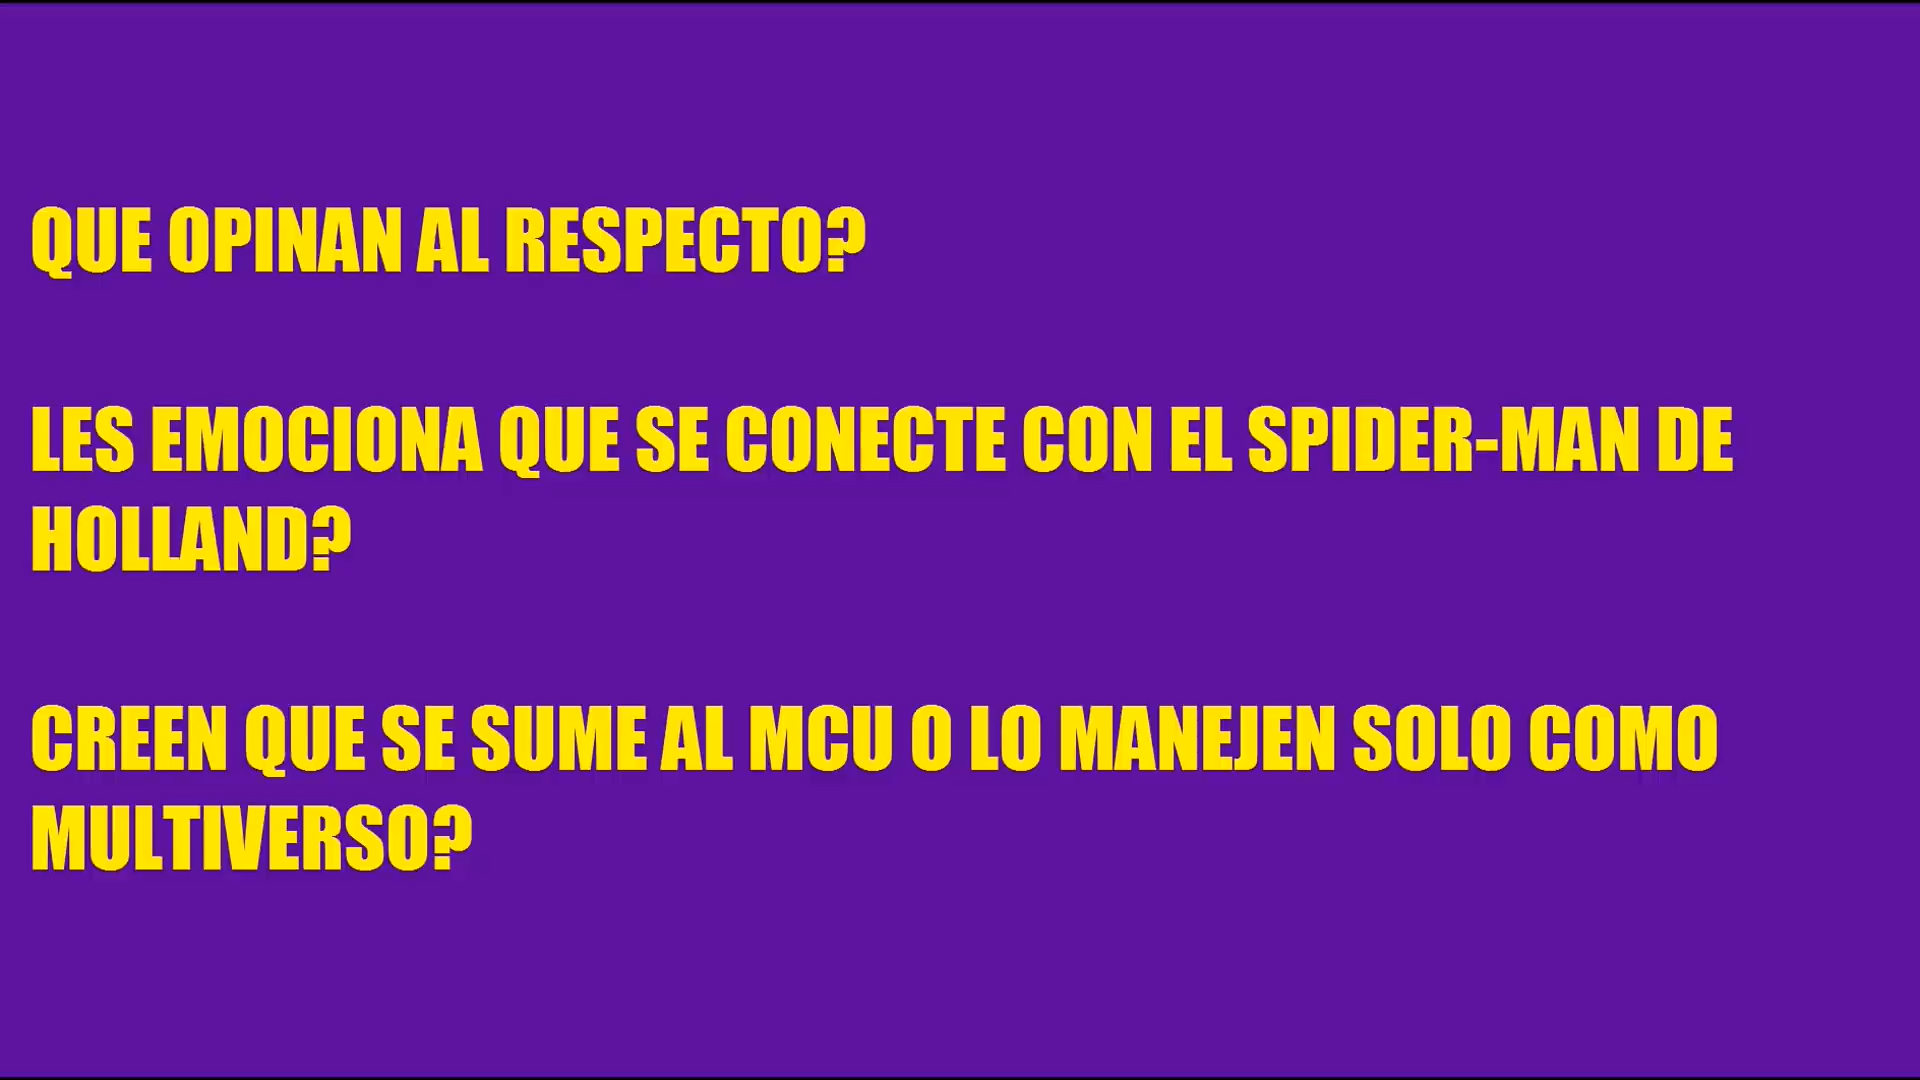 QUE OPINAN AL RESPECTO?
LES EMOCIONA QUE SE CONECTE CON EL SPIDER-MAN DE
HOLLAND?
CREEN QUE SE SUME AL MCU O LO MANEJEN SOLO COMO
MULTIVERSO?